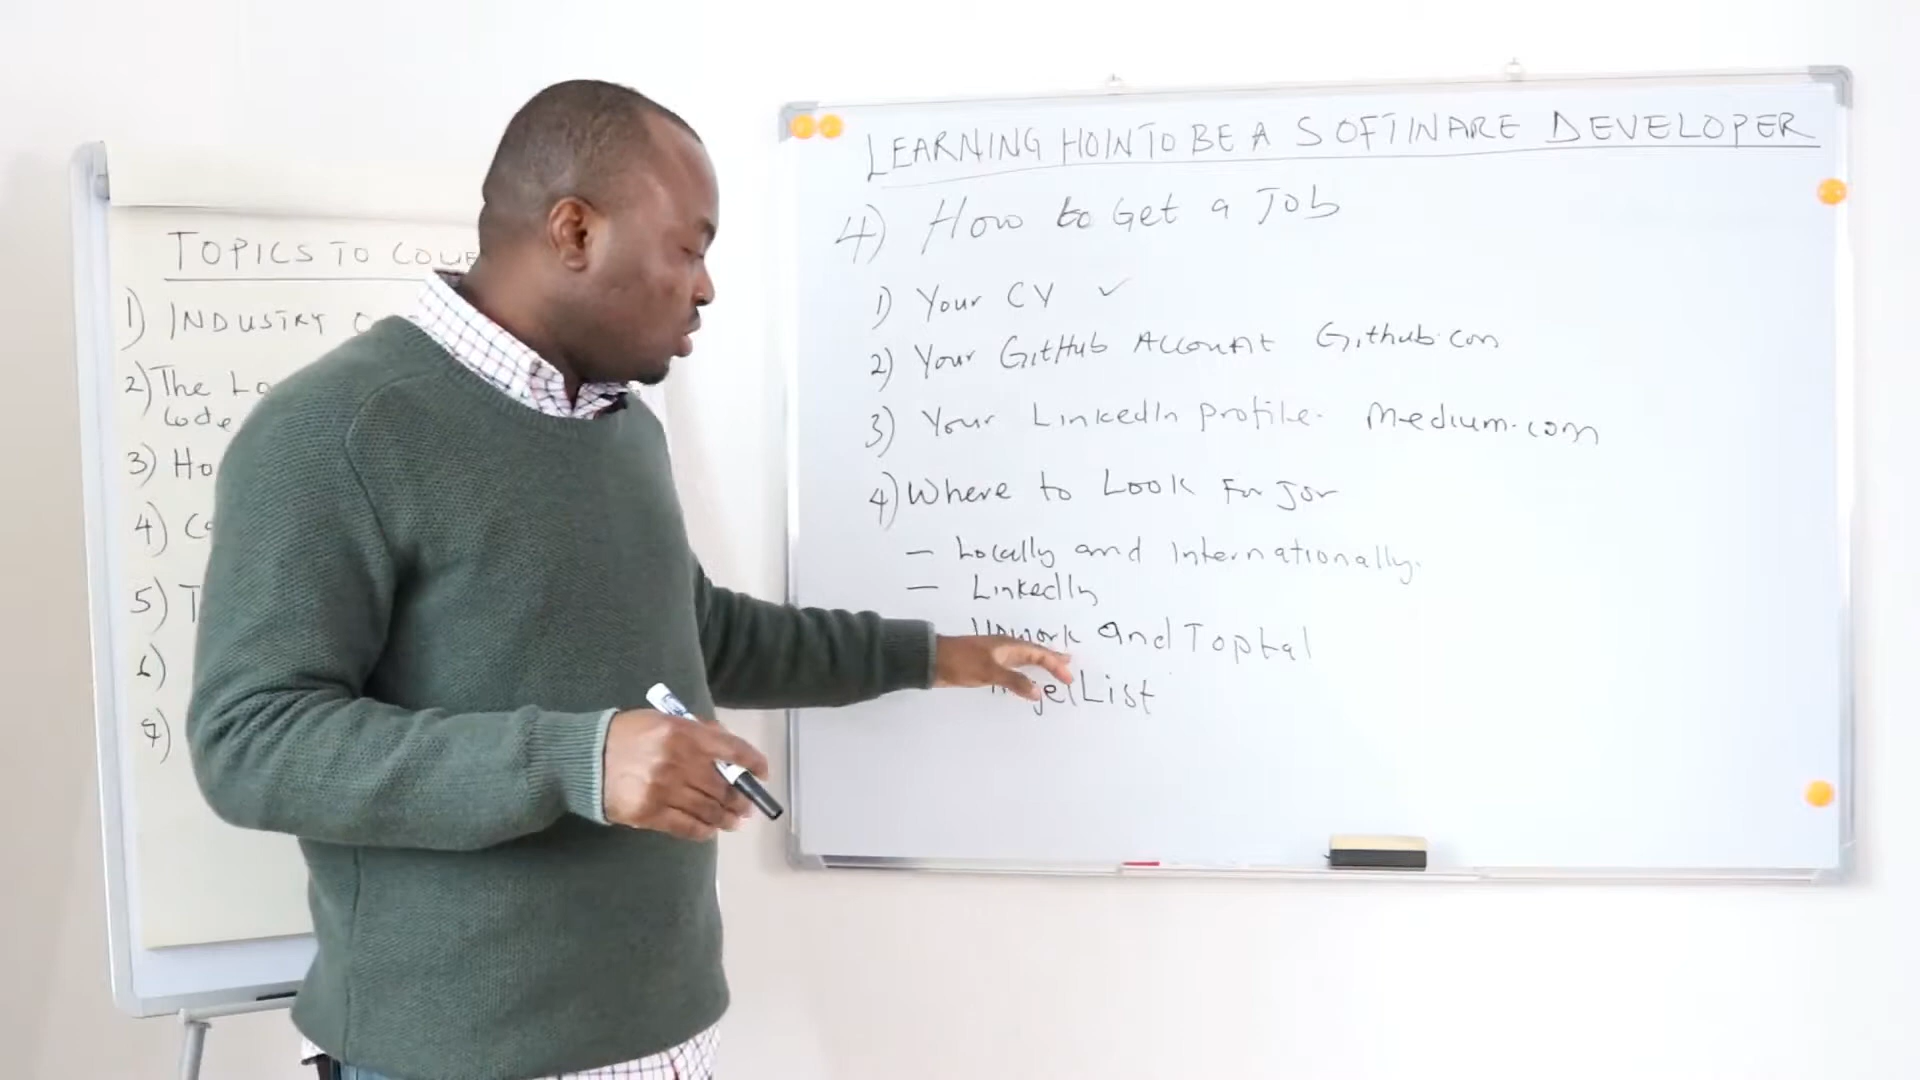 TOPICS TO COVE
1) INDUSTRY O
2) The La
Code
3) Ho
4) Co
5) T
6)
7)
LEARNING HOW TO BE A SOFTWARE DEVELOPER
4) How to Get a Job
1) Your CV ✓
2) Your GitHub Account Github.com
3) Your LinkedIn profile. medium.com
4) Where to Look For Job
— Locally and Internationally.
— LinkedIn
Upwork and Toptal
AngelList